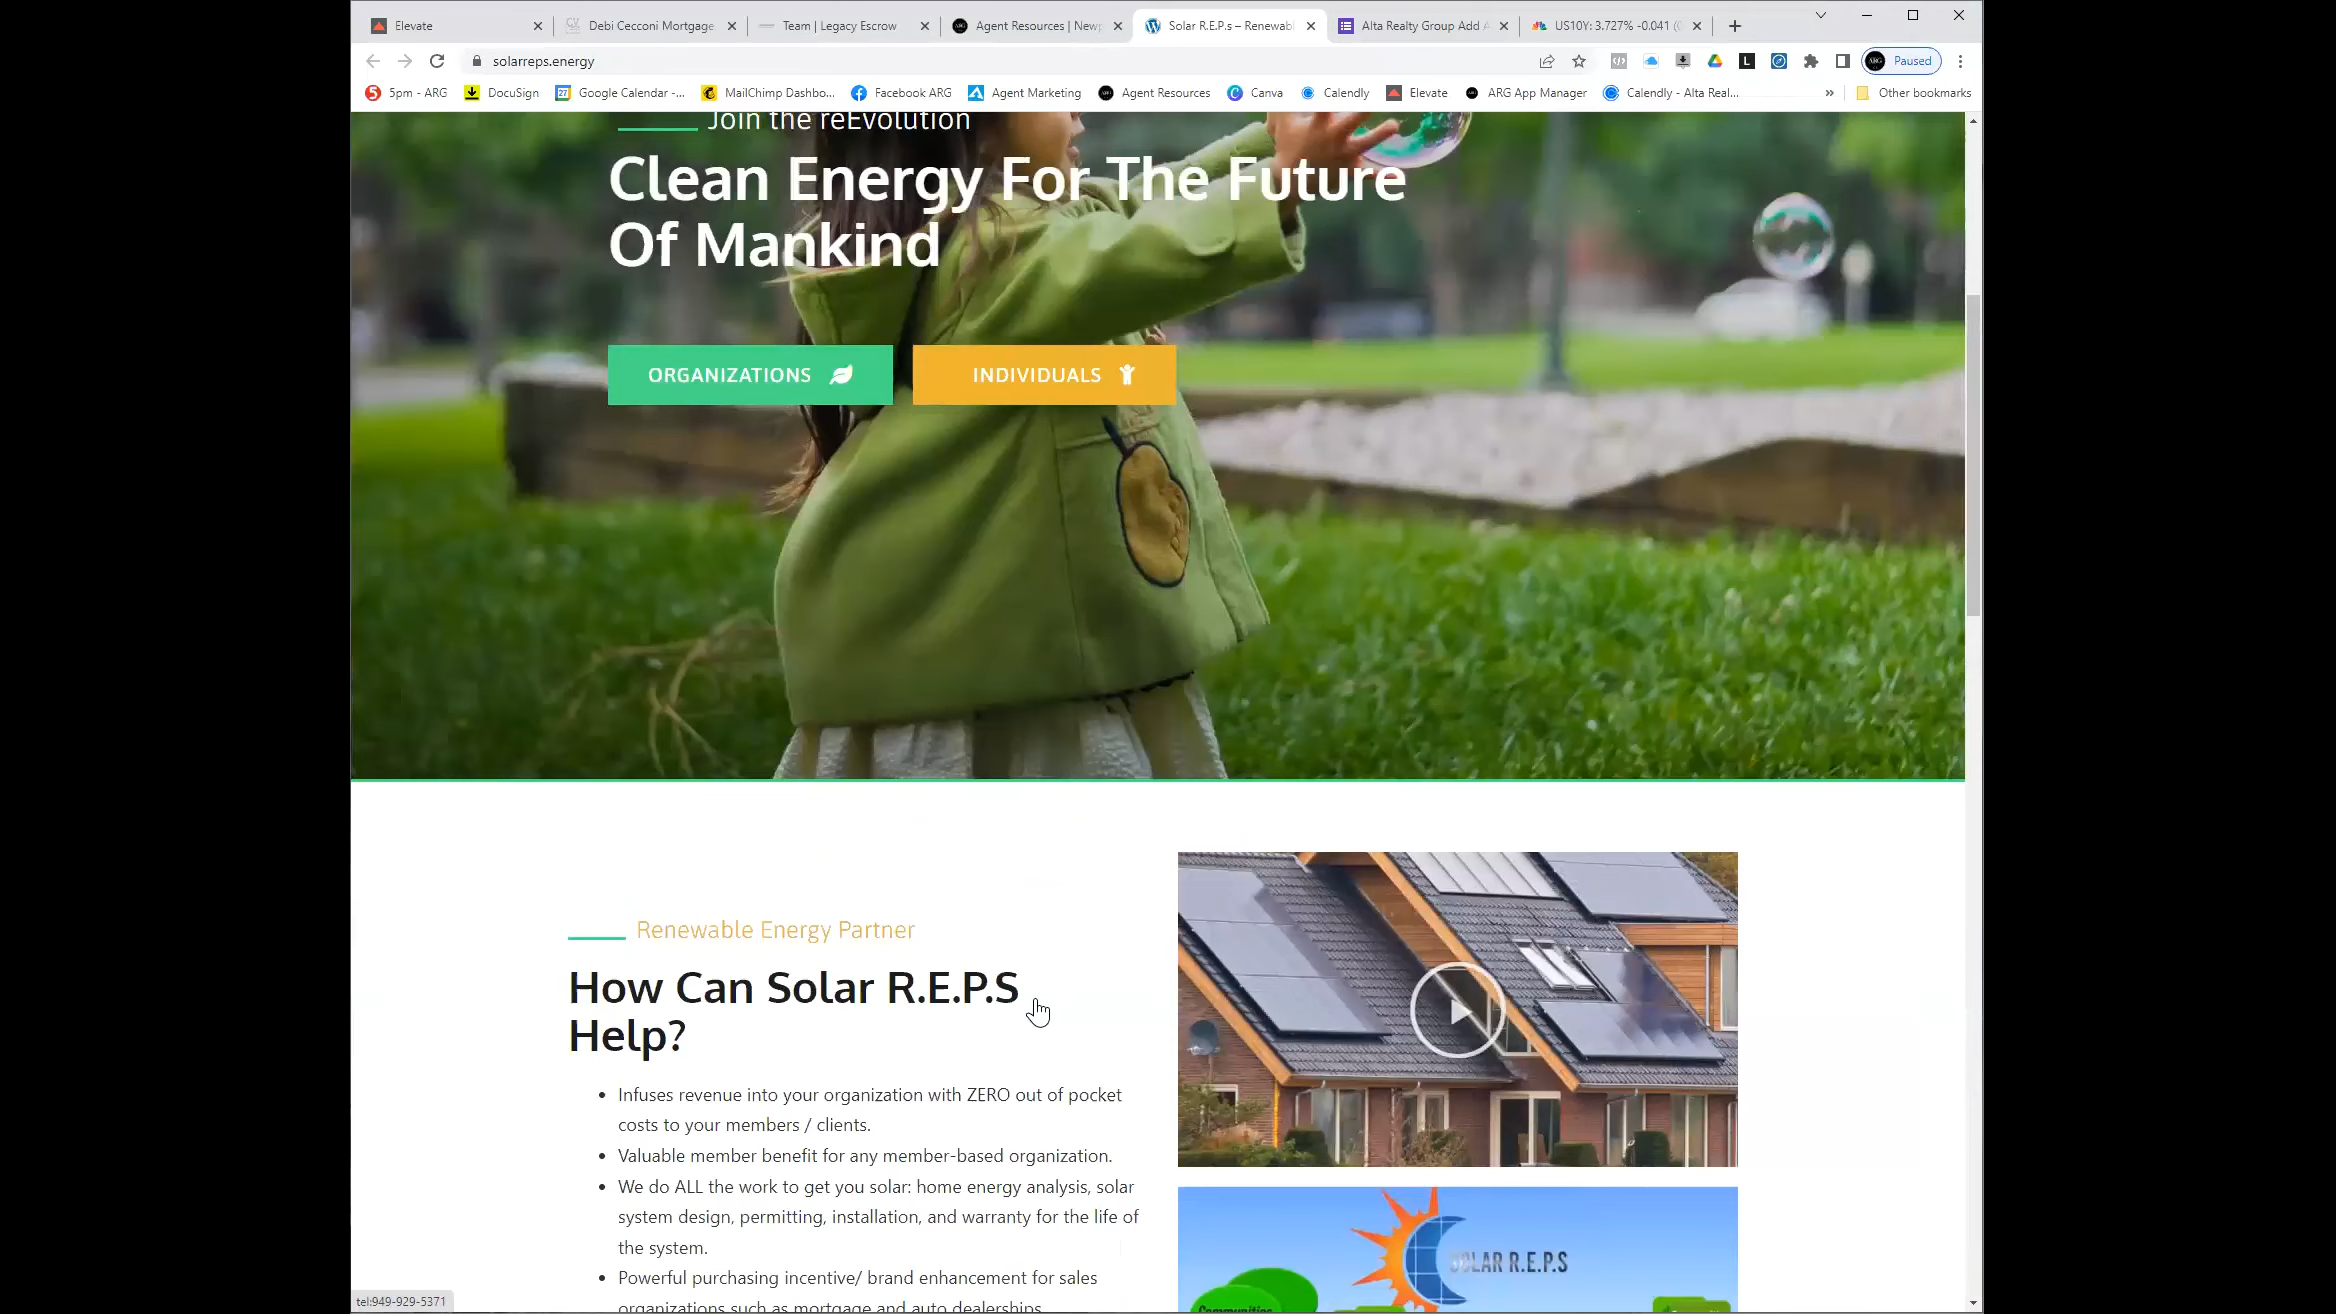 Elevate
Debi Cecconi Mortgage
Team | Legacy Escrow
Agent Resources | Newp
Solar R.E.P.s – Renewabl
Alta Realty Group Add A
US10Y: 3.727% -0.041 (
solarreps.energy
Paused
5pm - ARG
DocuSign
Google Calendar -...
MailChimp Dashbo...
Facebook ARG
Agent Marketing
Agent Resources
Canva
Calendly
Elevate
ARG App Manager
Calendly - Alta Real...
Other bookmarks
Join the reEvolution
Clean Energy For The Future
Of Mankind
ORGANIZATIONS
INDIVIDUALS
Renewable Energy Partner
How Can Solar R.E.P.S
Help?
• Infuses revenue into your organization with ZERO out of pocket
costs to your members / clients.
• Valuable member benefit for any member-based organization.
• We do ALL the work to get you solar: home energy analysis, solar
system design, permitting, installation, and warranty for the life of
the system.
• Powerful purchasing incentive/ brand enhancement for sales
organizations such as mortgage and auto dealerships
SOLAR R.E.P.S
Communities
tel:949-929-5371